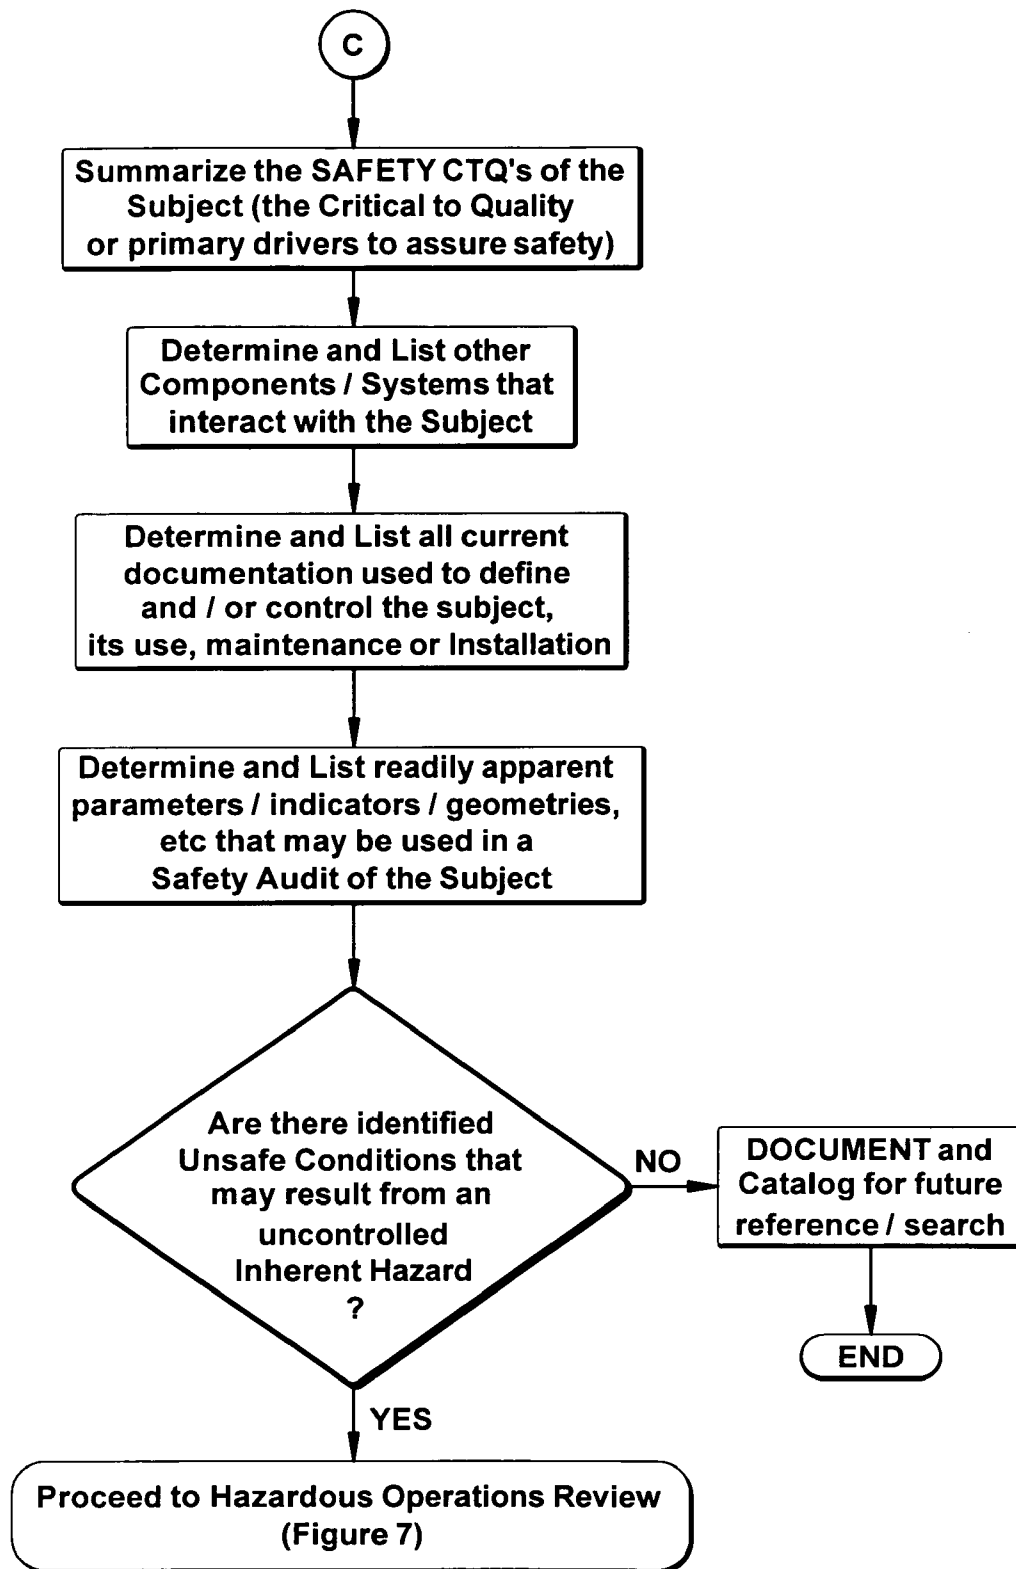 C
Summarize the SAFETY CTQ's of the
Subject (the Critical to Quality
or primary drivers to assure safety)
Determine and List other
Components / Systems that
interact with the Subject
Determine and List all current
documentation used to define
and / or control the subject,
its use, maintenance or Installation
Determine and List readily apparent
parameters / indicators / geometries,
etc that may be used in a
Safety Audit of the Subject
Are there identified
Unsafe Conditions that
may result from an
uncontrolled
Inherent Hazard
?
NO
DOCUMENT and
Catalog for future
reference / search
END
YES
Proceed to Hazardous Operations Review
(Figure 7)